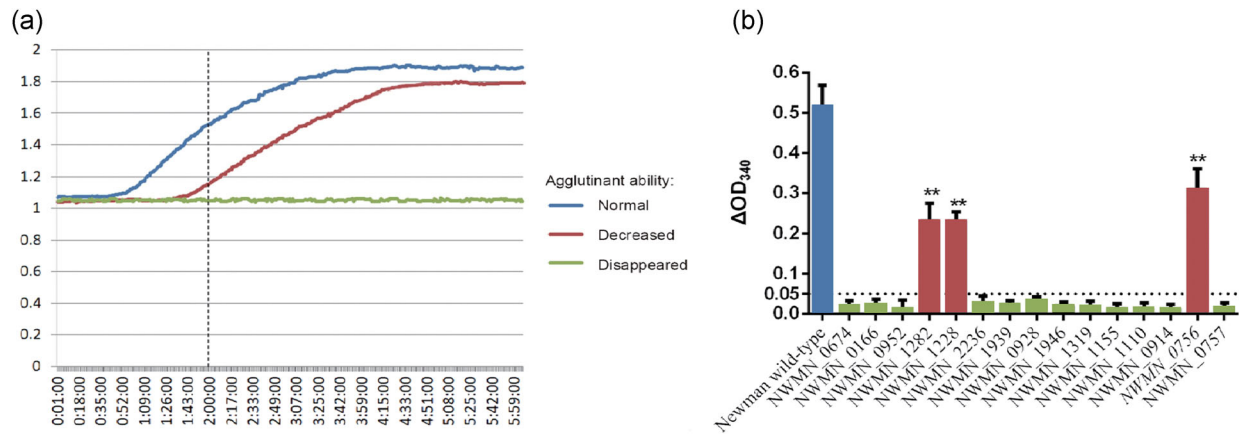 (a)
2
1.8
1.6
1.4
1.2
1
0.8
0.6
0.4
0.2
0
0:01:00
0:18:00
0:35:00
0:52:00
1:09:00
1:26:00
1:43:00
2:00:00
2:17:00
2:33:00
2:50:00
3:07:00
3:25:00
3:42:00
3:59:00
4:15:00
4:33:00
4:51:00
5:08:00
5:25:00
5:42:00
5:59:00
Agglutinant ability:
Normal
Decreased
Disappeared
(b)
ΔOD340
0.6
0.5
0.4
0.3
0.2
0.05
0.0
**
**
**
Newman wild-type
NWMN_0674
NWMN_0166
NWMN_0952
NWMN_1282
NWMN_1228
NWMN_2236
NWMN_1939
NWMN_0928
NWMN_1946
NWMN_1319
NWMN_1155
NWMN_1110
NWMN_0914
NWMN_0756
NWMN_0757